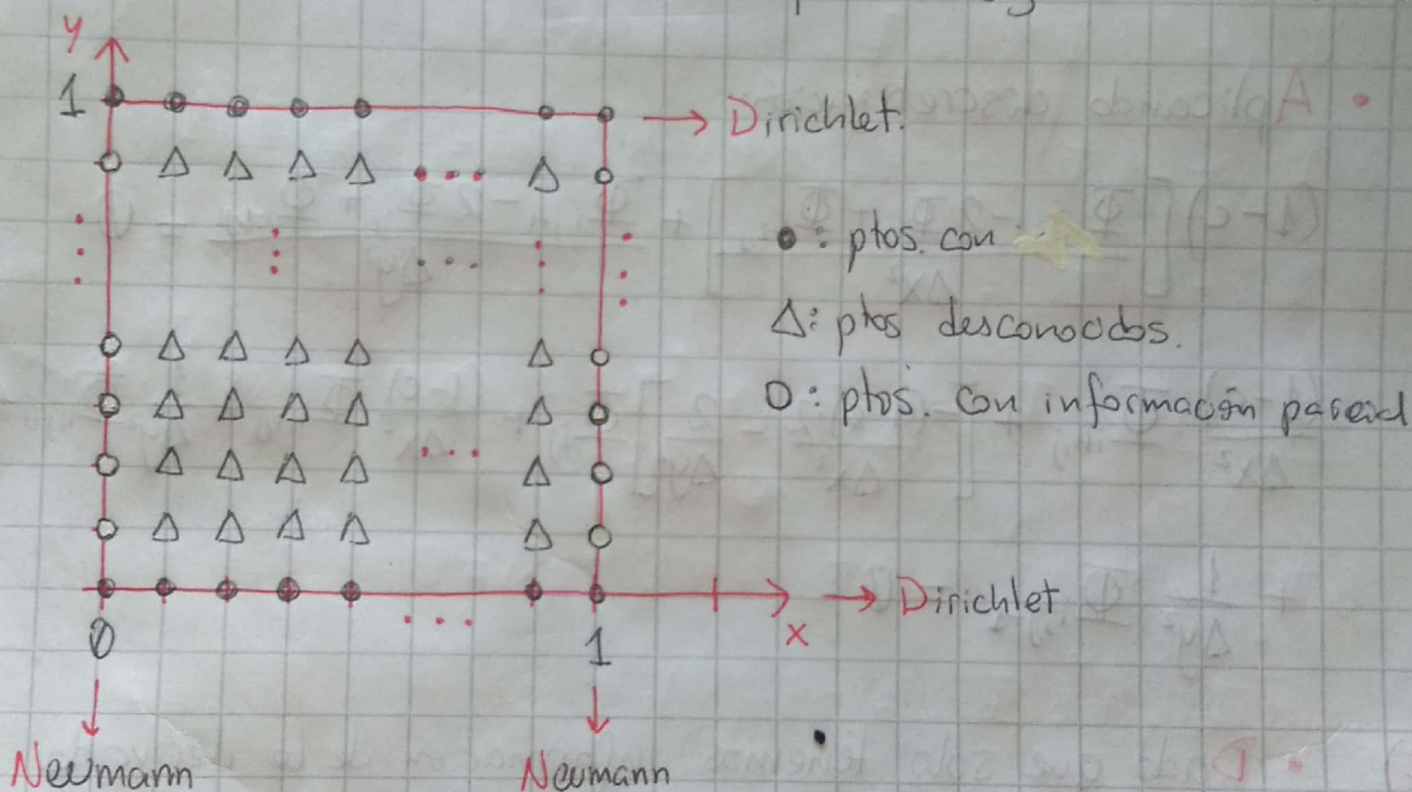 y
1
→ Dirichlet.
● : ptos. con
△: ptos desconocidos.
O : ptos. con información parcial
→ Dirichlet
x
0
1
Neumann
Neumann